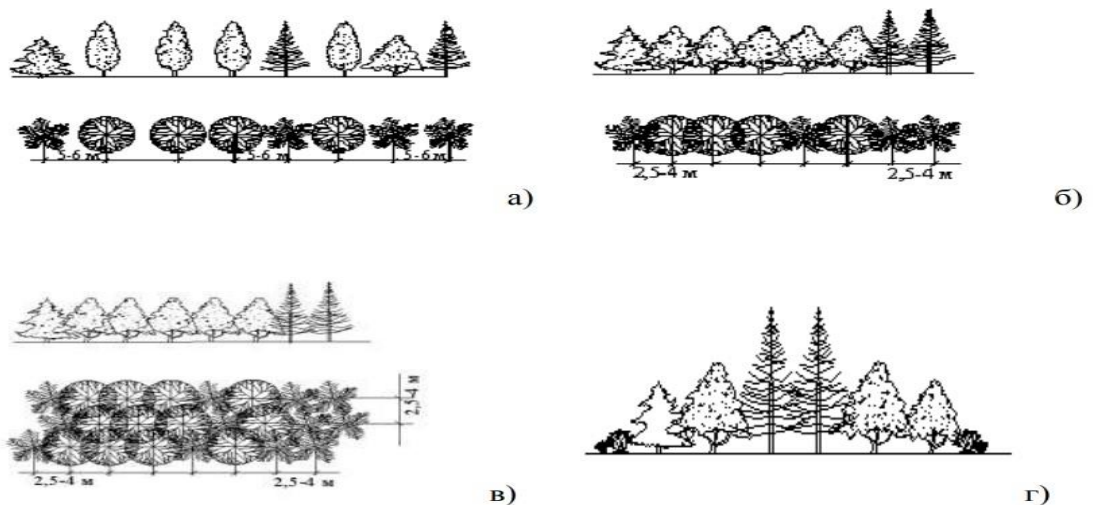 5-6 м 5-6 м 5-6 м
а)
2,5-4 м 2,5-4 м
б)
2,5-4 м
2,5-4 м 2,5-4 м
в)
г)